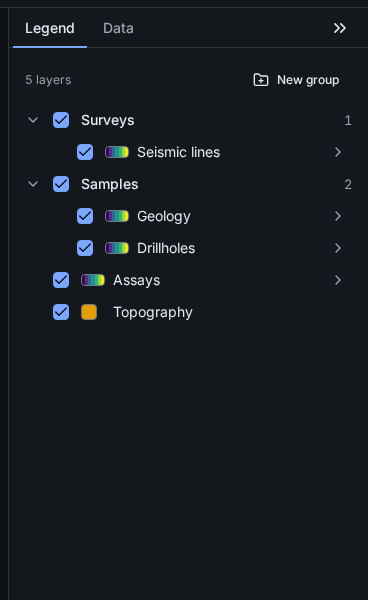 Legend Data
5 layers New group
Surveys 1
Seismic lines
Samples 2
Geology
Drillholes
Assays
Topography